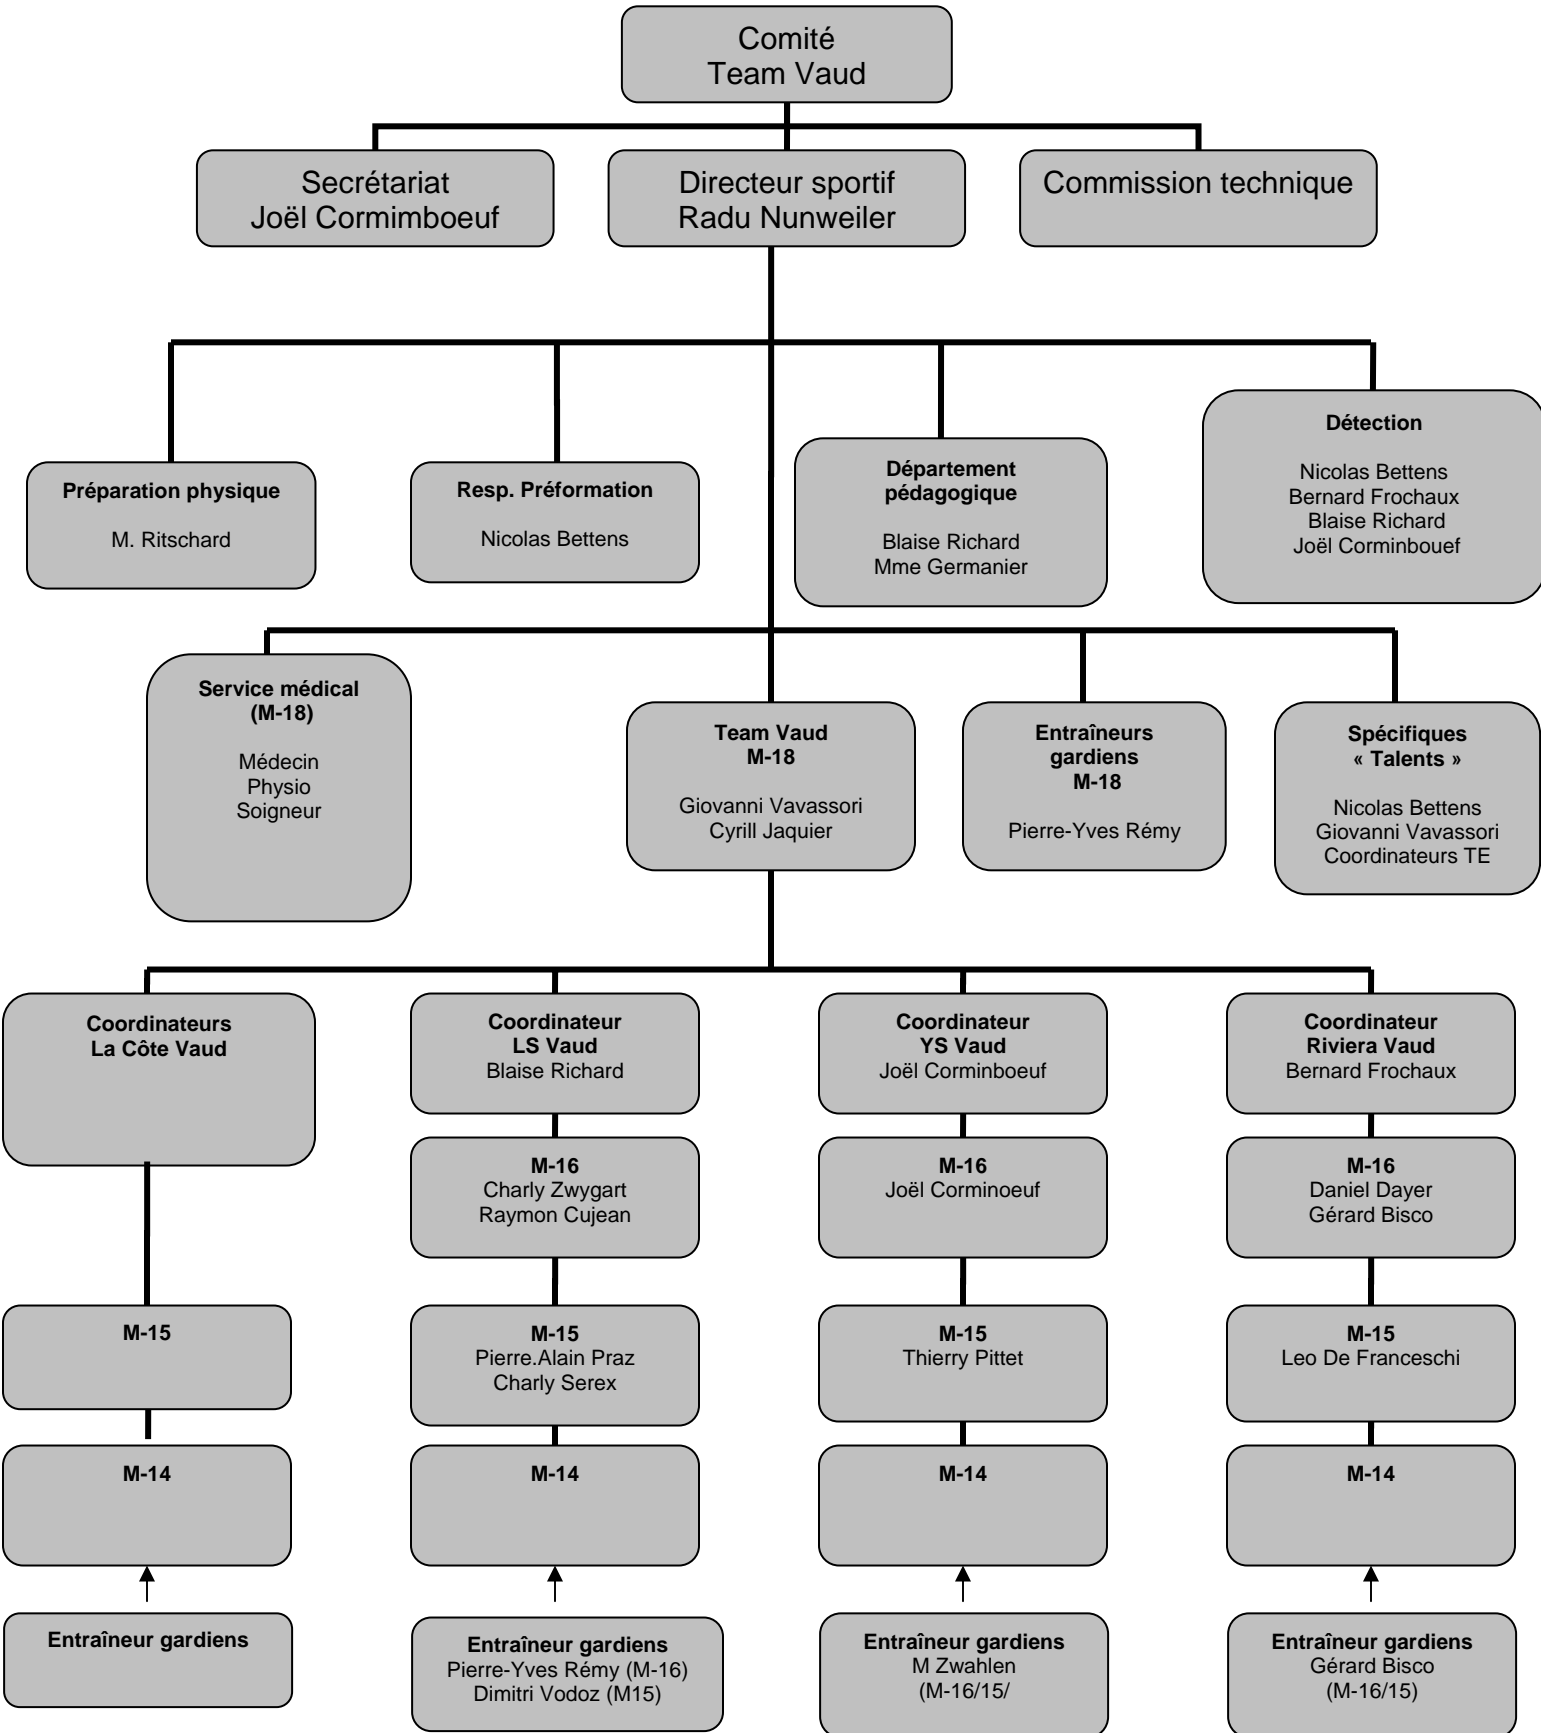 Comité
Team Vaud
Secrétariat
Joël Cormimboeuf
Directeur sportif
Radu Nunweiler
Commission technique
Préparation physique
M. Ritschard
Resp. Préformation
Nicolas Bettens
Département
pédagogique
Blaise Richard
Mme Germanier
Détection
Nicolas Bettens
Bernard Frochaux
Blaise Richard
Joël Corminbouef
Service médical
(M-18)
Médecin
Physio
Soigneur
Team Vaud
M-18
Giovanni Vavassori
Cyrill Jaquier
Entraîneurs
gardiens
M-18
Pierre-Yves Rémy
Spécifiques
« Talents »
Nicolas Bettens
Giovanni Vavassori
Coordinateurs TE
Coordinateurs
La Côte Vaud
Coordinateur
LS Vaud
Blaise Richard
Coordinateur
YS Vaud
Joël Corminboeuf
Coordinateur
Riviera Vaud
Bernard Frochaux
M-16
Charly Zwygart
Raymon Cujean
M-16
Joël Corminoeuf
M-16
Daniel Dayer
Gérard Bisco
M-15
M-15
Pierre.Alain Praz
Charly Serex
M-15
Thierry Pittet
M-15
Leo De Franceschi
M-14
M-14
M-14
M-14
Entraîneur gardiens
Entraîneur gardiens
Pierre-Yves Rémy (M-16)
Dimitri Vodoz (M15)
Entraîneur gardiens
M Zwahlen
(M-16/15/
Entraîneur gardiens
Gérard Bisco
(M-16/15)